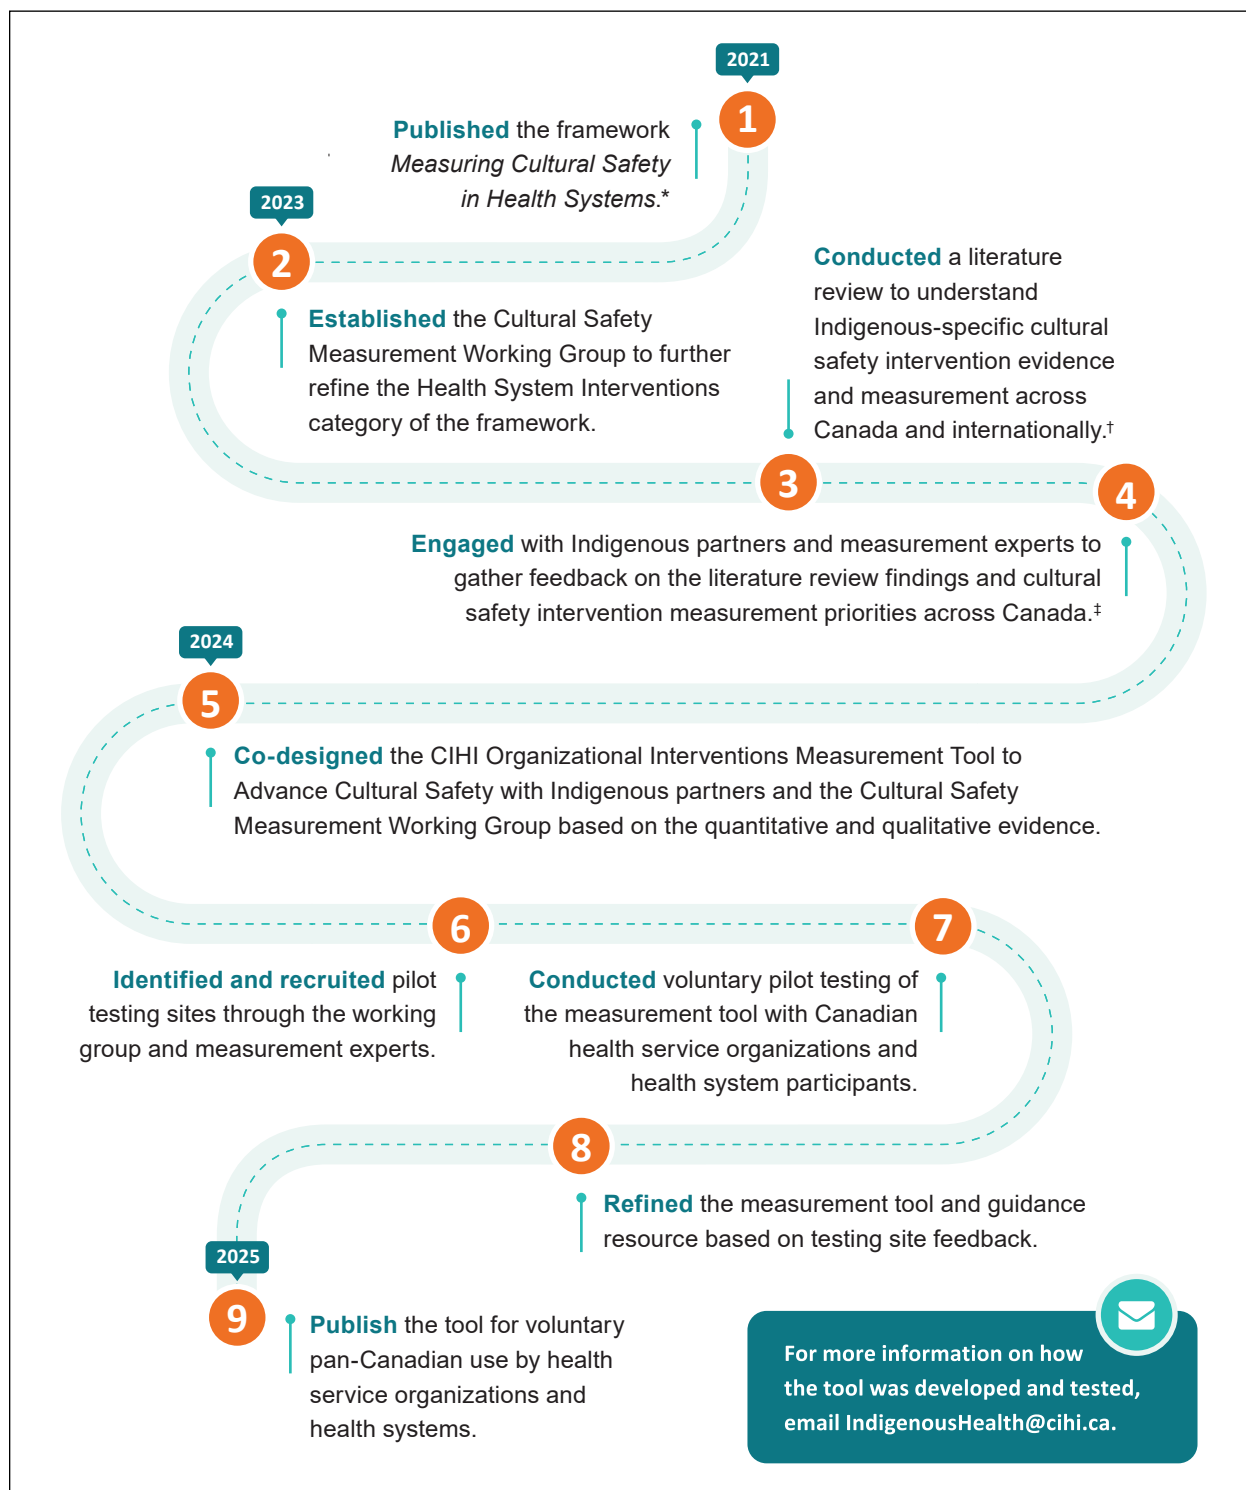 2021
1
Published the framework
Measuring Cultural Safety
in Health Systems.*
2023
2
Established the Cultural Safety
Measurement Working Group to further
refine the Health System Interventions
category of the framework.
Conducted a literature
review to understand
Indigenous-specific cultural
safety intervention evidence
and measurement across
Canada and internationally.†
3
4
Engaged with Indigenous partners and measurement experts to
gather feedback on the literature review findings and cultural
safety intervention measurement priorities across Canada.‡
2024
5
Co-designed the CIHI Organizational Interventions Measurement Tool to
Advance Cultural Safety with Indigenous partners and the Cultural Safety
Measurement Working Group based on the quantitative and qualitative evidence.
6
Identified and recruited pilot
testing sites through the working
group and measurement experts.
7
Conducted voluntary pilot testing of
the measurement tool with Canadian
health service organizations and
health system participants.
8
Refined the measurement tool and guidance
resource based on testing site feedback.
2025
9
Publish the tool for voluntary
pan-Canadian use by health
service organizations and
health systems.
For more information on how
the tool was developed and tested,
email IndigenousHealth@cihi.ca.